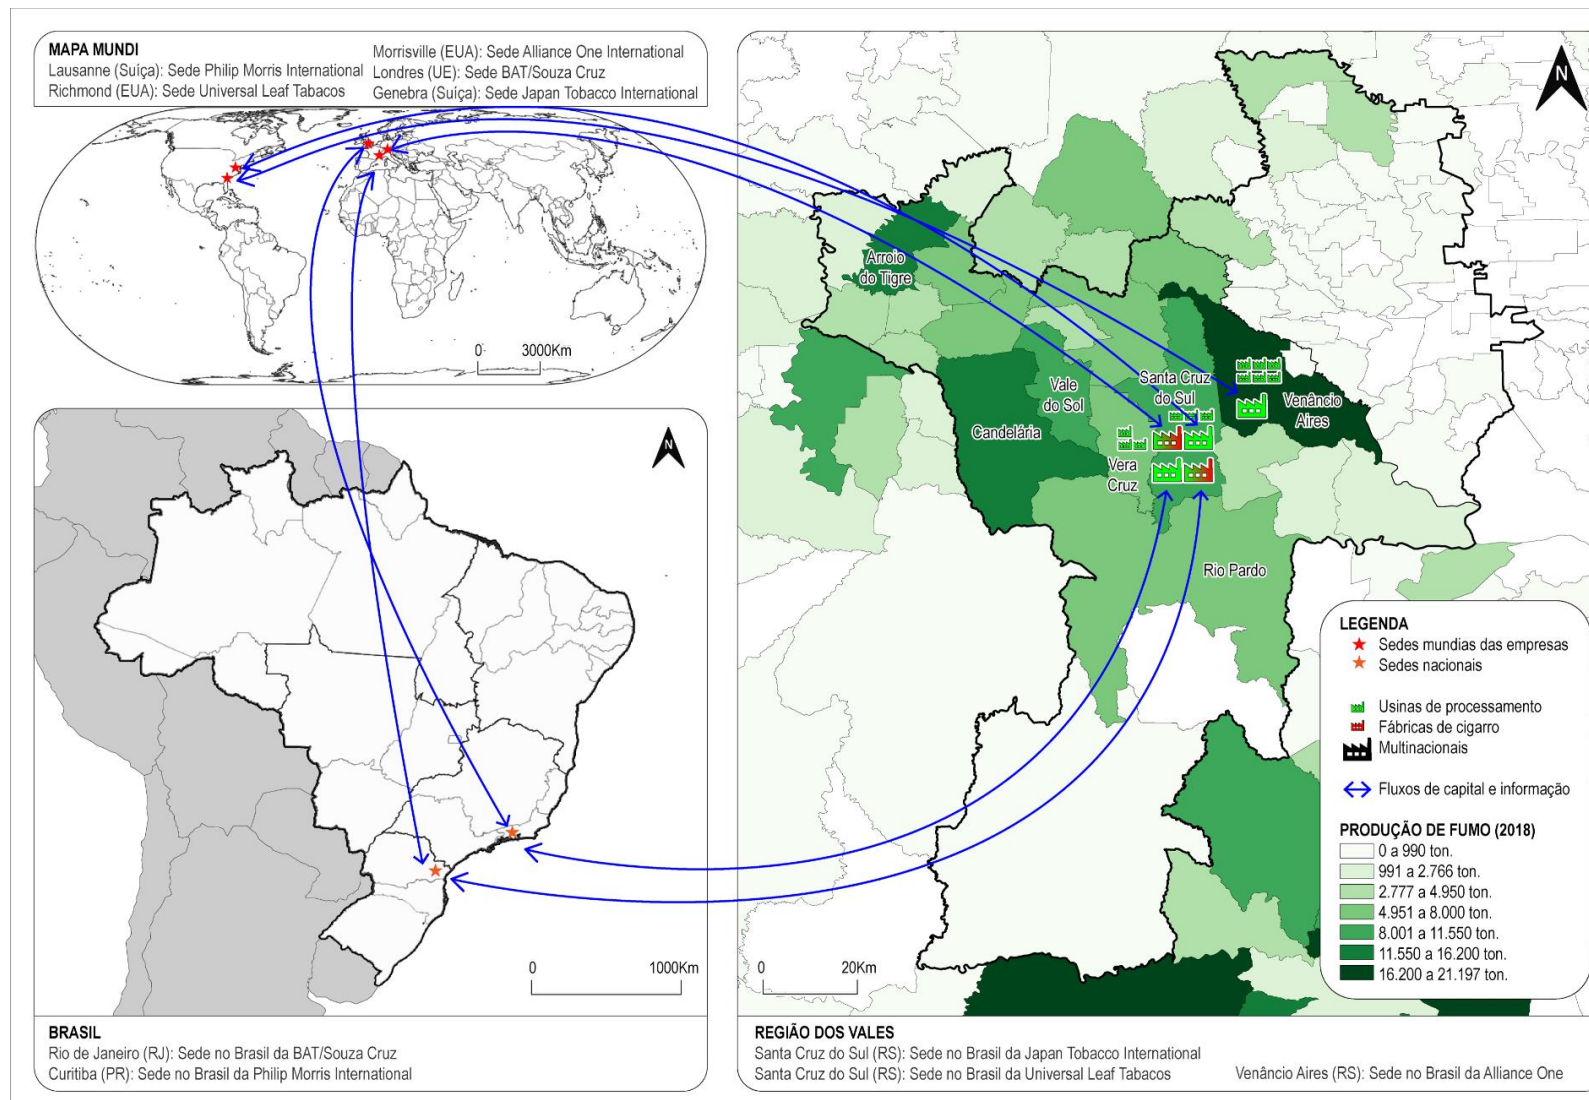 MAPA MUNDI
Lausanne (Suíça): Sede Philip Morris International
Richmond (EUA): Sede Universal Leaf Tabacos
Morrisville (EUA): Sede Alliance One International
Londres (UE): Sede BAT/Souza Cruz
Genebra (Suíça): Sede Japan Tobacco International
0
3000Km
N
0
1000Km
BRASIL
Rio de Janeiro (RJ): Sede no Brasil da BAT/Souza Cruz
Curitiba (PR): Sede no Brasil da Philip Morris International
N
Arroio
do Tigre
Vale
do Sol
Santa Cruz
do Sul
Venâncio
Aires
Candelária
Vera
Cruz
Rio Pardo
0
20Km
LEGENDA
Sedes mundias das empresas
Sedes nacionais
Usinas de processamento
Fábricas de cigarro
Multinacionais
Fluxos de capital e informação
PRODUÇÃO DE FUMO (2018)
0 a 990 ton.
991 a 2.766 ton.
2.777 a 4.950 ton.
4.951 a 8.000 ton.
8.001 a 11.550 ton.
11.550 a 16.200 ton.
16.200 a 21.197 ton.
REGIÃO DOS VALES
Santa Cruz do Sul (RS): Sede no Brasil da Japan Tobacco International
Santa Cruz do Sul (RS): Sede no Brasil da Universal Leaf Tabacos
Venâncio Aires (RS): Sede no Brasil da Alliance One